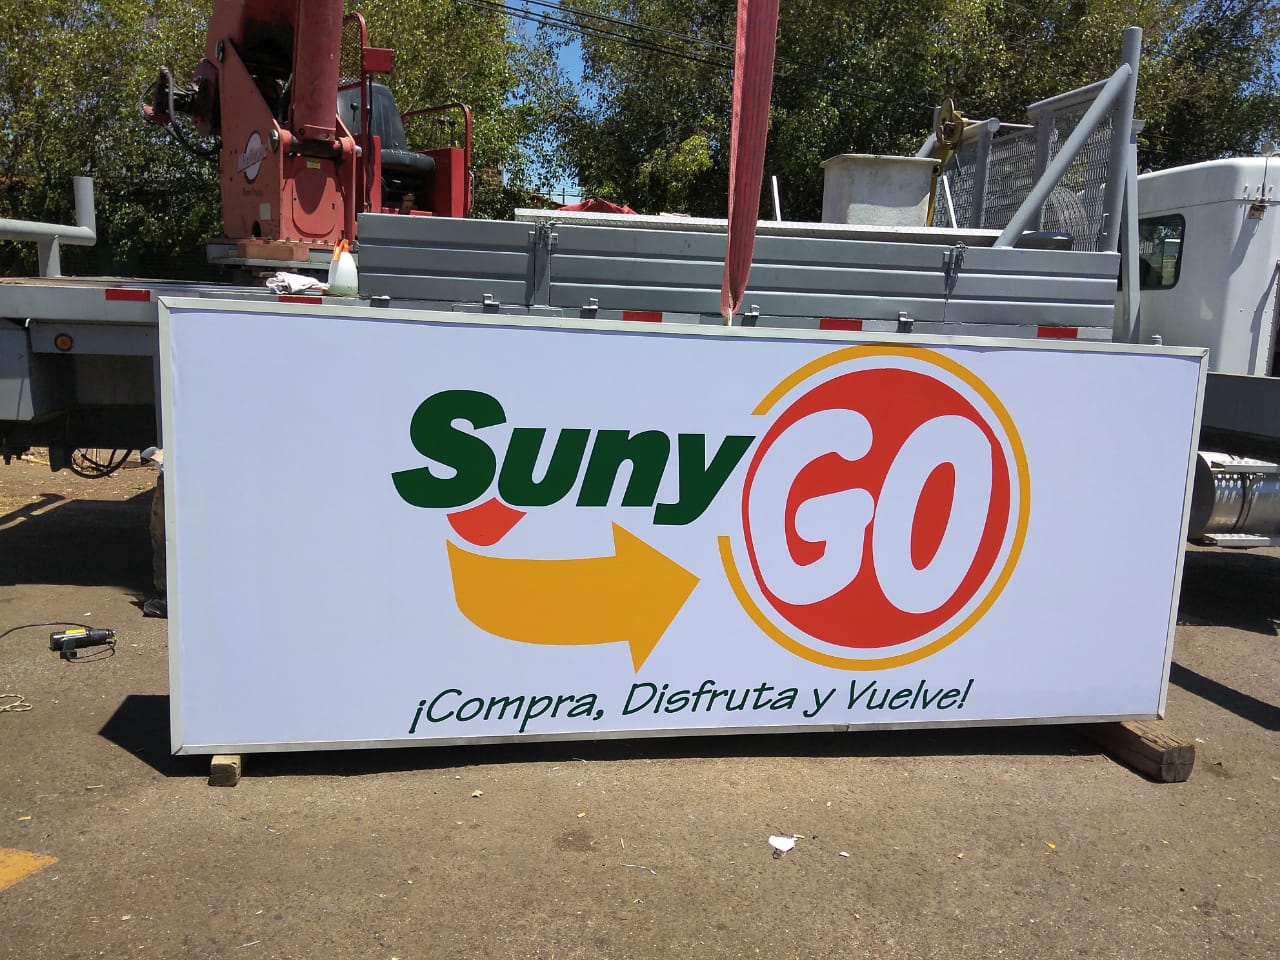 Suny GO
¡Compra, Disfruta y Vuelve!